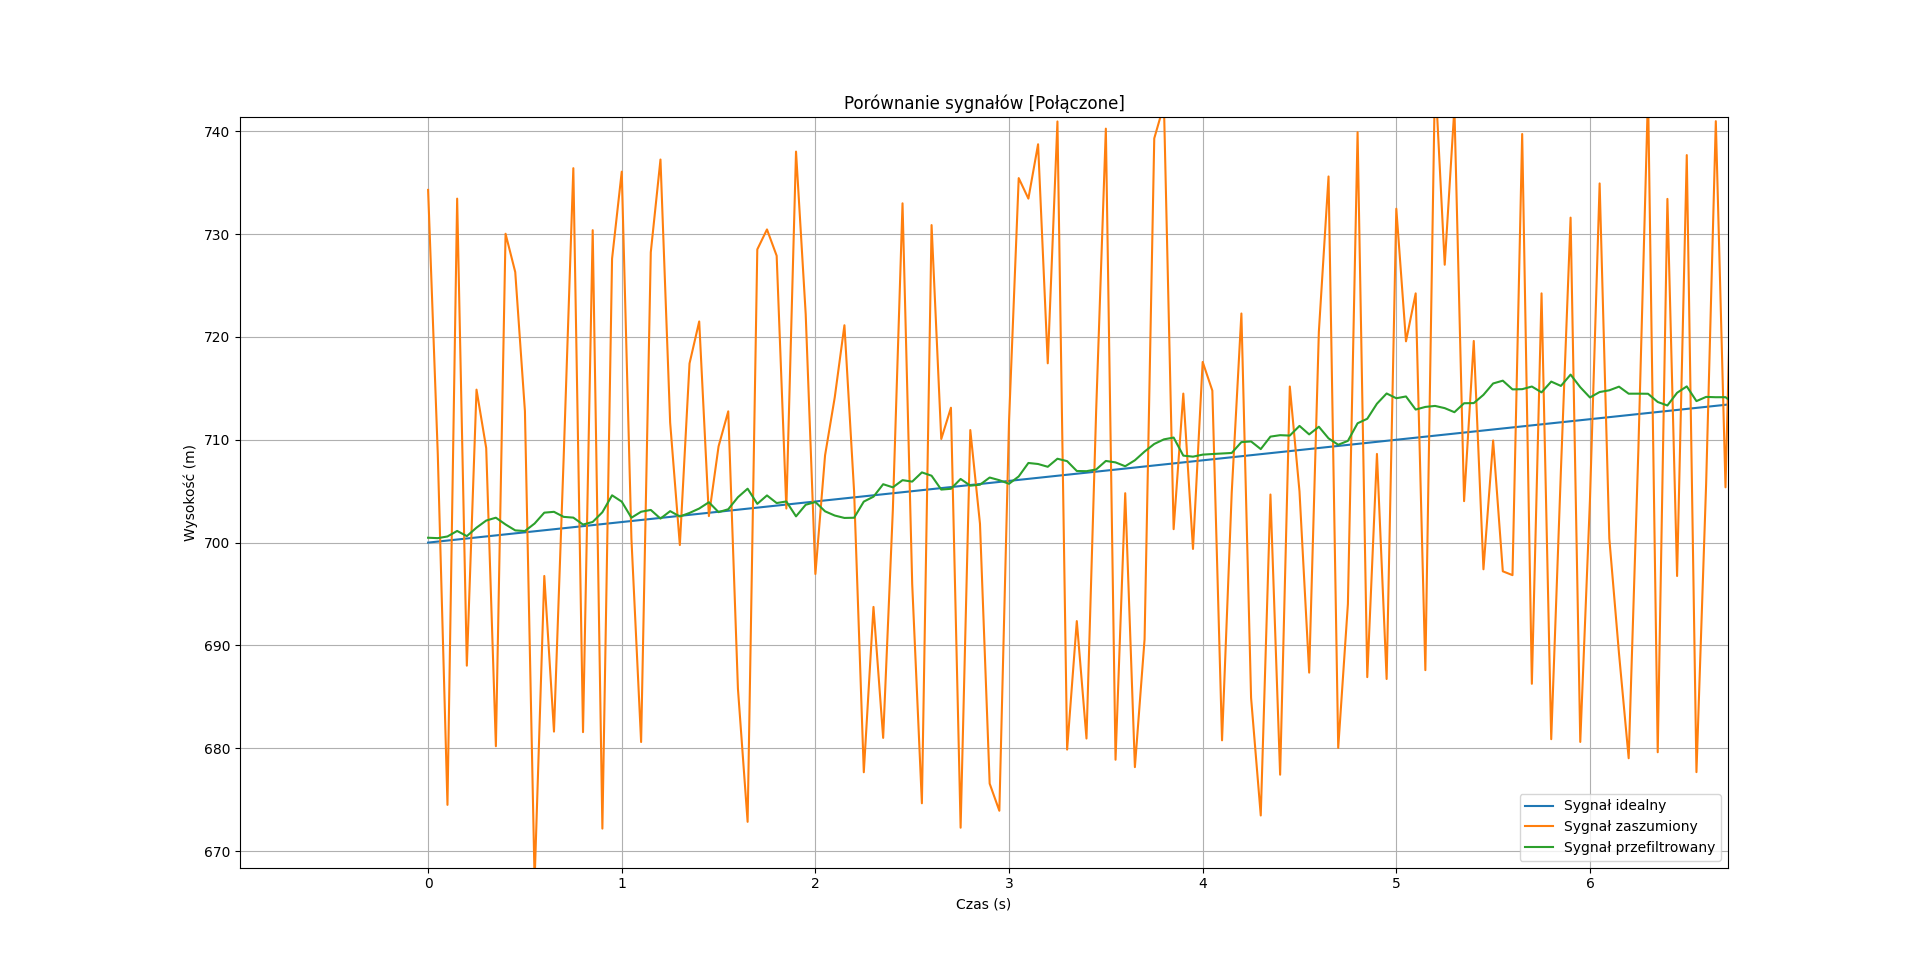 Porównanie sygnałów [Połączone]
740
730
720
710
700
690
680
670
Wysokość (m)
0 1 2 3 4 5 6
Czas (s)
Sygnał idealny
Sygnał zaszumiony
Sygnał przefiltrowany